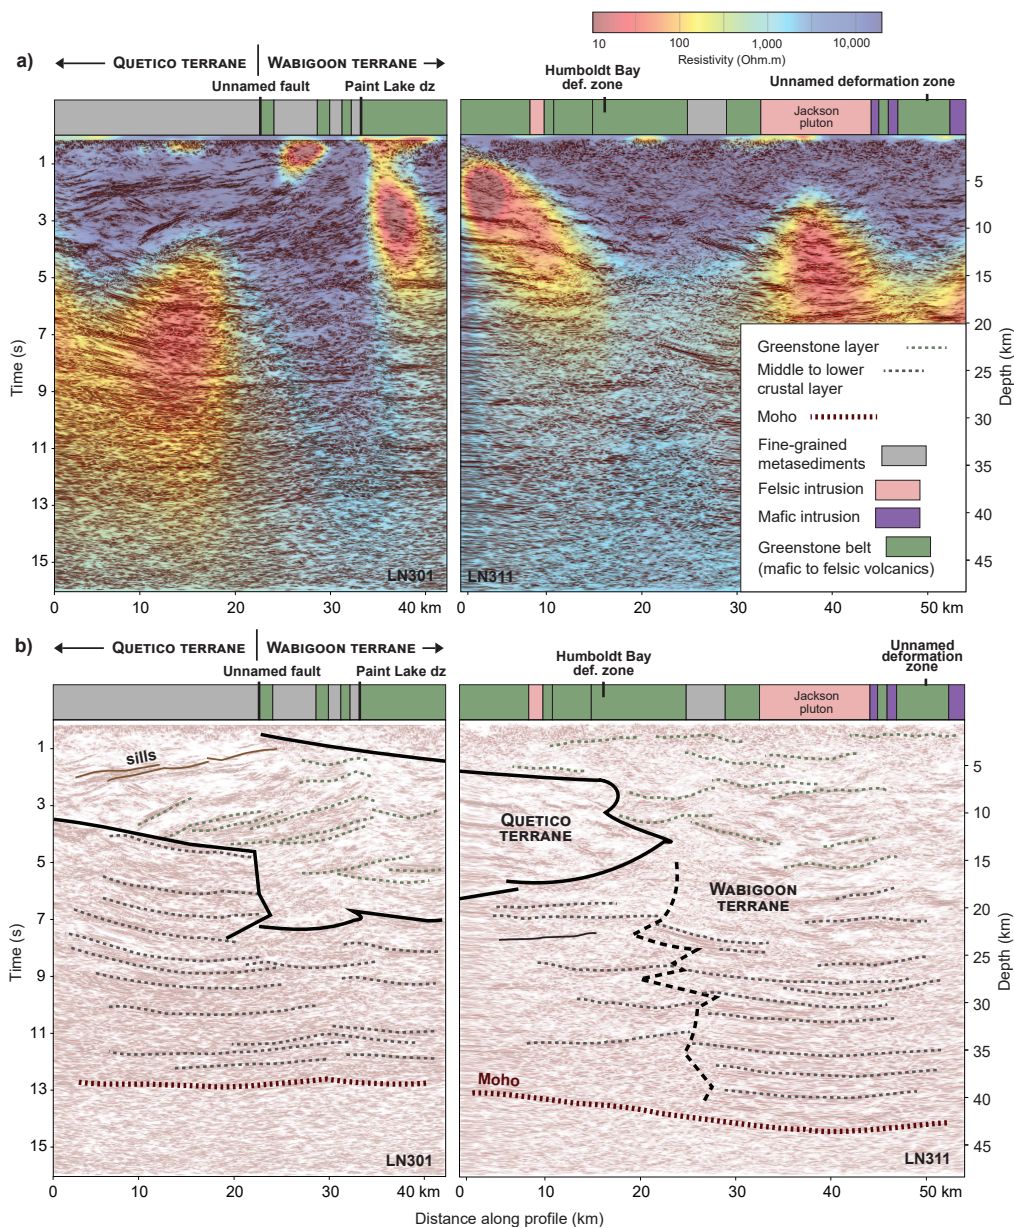 10
100
1,000
10,000
Resistivity (Ohm.m)
a)
QUETICO TERRANE
WABIGOON TERRANE
Unnamed fault
Paint Lake dz
Humboldt Bay
def. zone
Unnamed deformation zone
Jackson
pluton
1
3
5
7
9
11
13
15
Time (s)
LN301
LN311
5
10
15
20
25
30
35
40
45
Depth (km)
Greenstone layer
Middle to lower
crustal layer
Moho
Fine-grained
metasediments
Felsic intrusion
Mafic intrusion
Greenstone belt
(mafic to felsic volcanics)
0
10
20
30
40 km
0
10
20
30
40
50 km
b)
QUETICO TERRANE
WABIGOON TERRANE
Unnamed fault
Paint Lake dz
Humboldt Bay
def. zone
Unnamed
deformation
zone
Jackson
pluton
sills
1
3
5
7
9
11
13
15
Time (s)
QUETICO
TERRANE
WABIGOON
TERRANE
Moho
5
10
15
20
25
30
35
40
45
Depth (km)
LN301
LN311
0
10
20
30
40 km
0
10
20
30
40
50 km
Distance along profile (km)